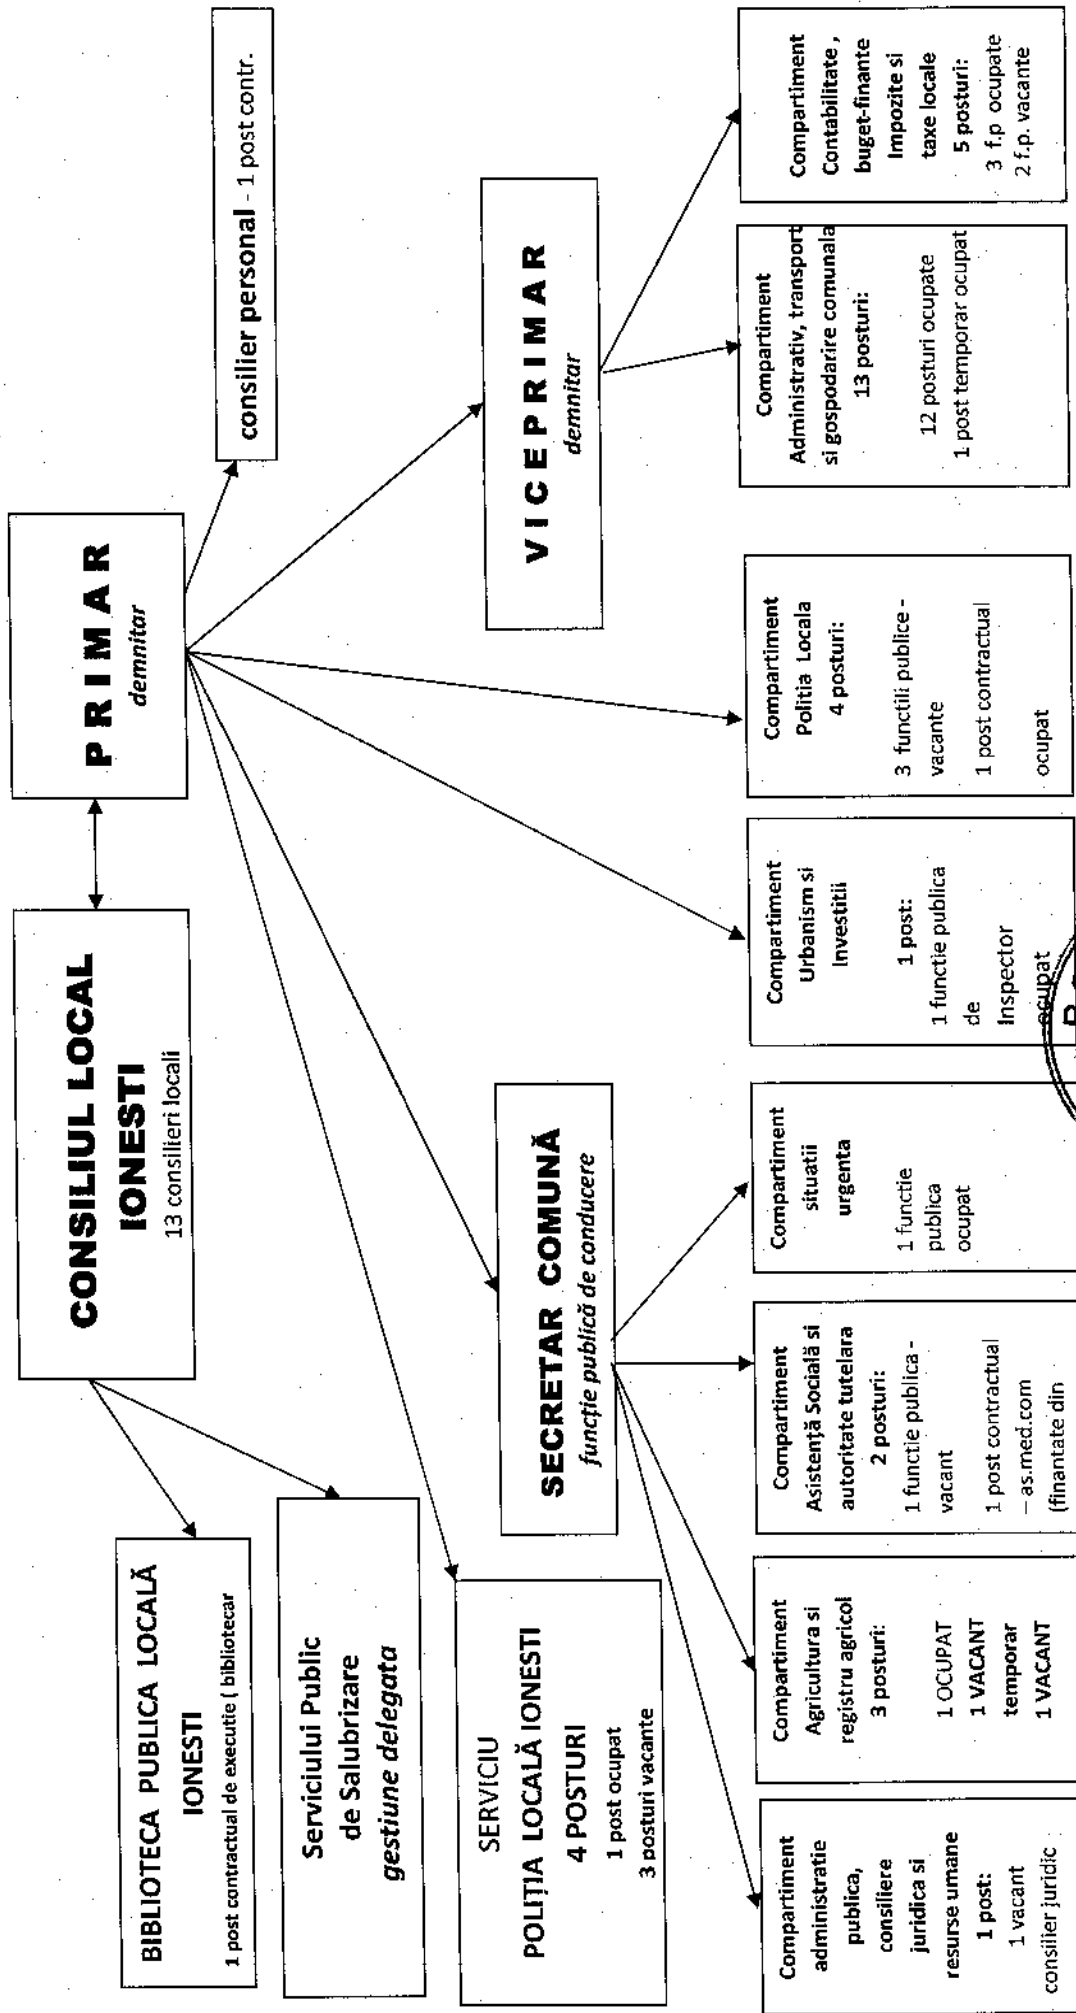 PRIMAR
demnitar
CONSILIUL LOCAL
IONESTI
13 consilieri locali
consilier personal - 1 post contr.
BIBLIOTECA PUBLICA LOCALĂ
IONESTI
1 post contractual de executie ( bibliotecar
Serviciului Public
de Salubrizare
gestiune delegata
SERVICIU
POLIȚIA LOCALĂ IONESTI
4 POSTURI
1 post ocupat
3 posturi vacante
SECRETAR COMUNĂ
funcție publică de conducere
VICEPRIMAR
demnitar
Compartiment
administratie
publica,
consiliere
juridica si
resurse umane
1 post:
1 vacant
consilier juridic
Compartiment
Agricultura si
registru agricol
3 posturi:
1 OCUPAT
1 VACANT
temporar
1 VACANT
Compartiment
Asistență Socială si
autoritate tutelara
2 posturi:
1 functie publica -
vacant
1 post contractual
– as.med.com
(finantate din
Compartiment
situatii
urgenta
1 functie
publica
ocupat
Compartiment
Urbanism si
Investitii
1 post:
1 functie publica
de
Inspector
ocupat
Compartiment
Politia Locala
4 posturi:
3 functili publice -
vacante
1 post contractual
ocupat
Compartiment
Administrativ, transport
si gospodarire comunala
13 posturi:
12 posturi ocupate
1 post temporar ocupat
Compartiment
Contabilitate ,
buget-finante
Impozite si
taxe locale
5 posturi:
3 f.p ocupate
2 f.p. vacante